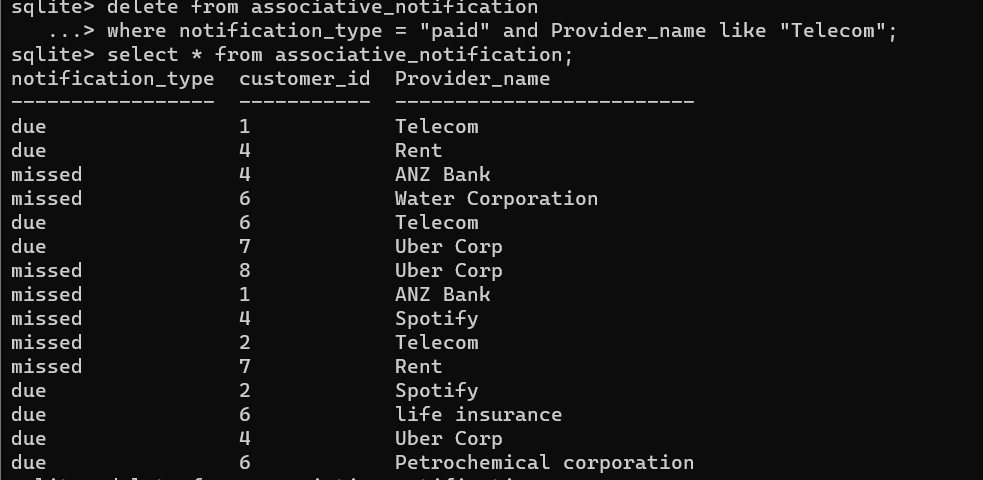 sqlite> delete from associative_notification
   ...> where notification_type = "paid" and Provider_name like "Telecom";
sqlite> select * from associative_notification;
notification_type  customer_id  Provider_name
-----------------  -----------  -------------------------
due                1            Telecom
due                4            Rent
missed             4            ANZ Bank
missed             6            Water Corporation
due                6            Telecom
due                7            Uber Corp
missed             8            Uber Corp
missed             1            ANZ Bank
missed             4            Spotify
missed             2            Telecom
missed             7            Rent
due                2            Spotify
due                6            life insurance
due                4            Uber Corp
due                6            Petrochemical corporation